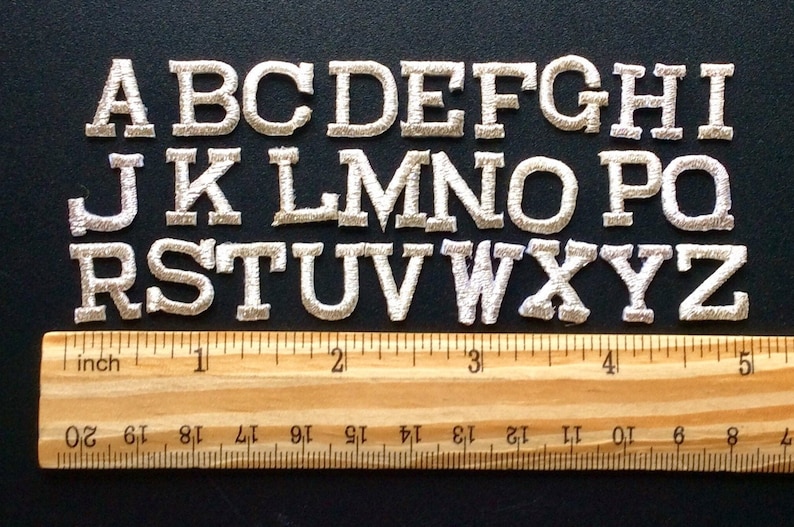 ABCDEFGHI
JKLMNOPQ
RSTUVWXYZ
inch 1 2 3 4 5
20 19 18 17 16 15 14 13 12 11 10 9 8 7